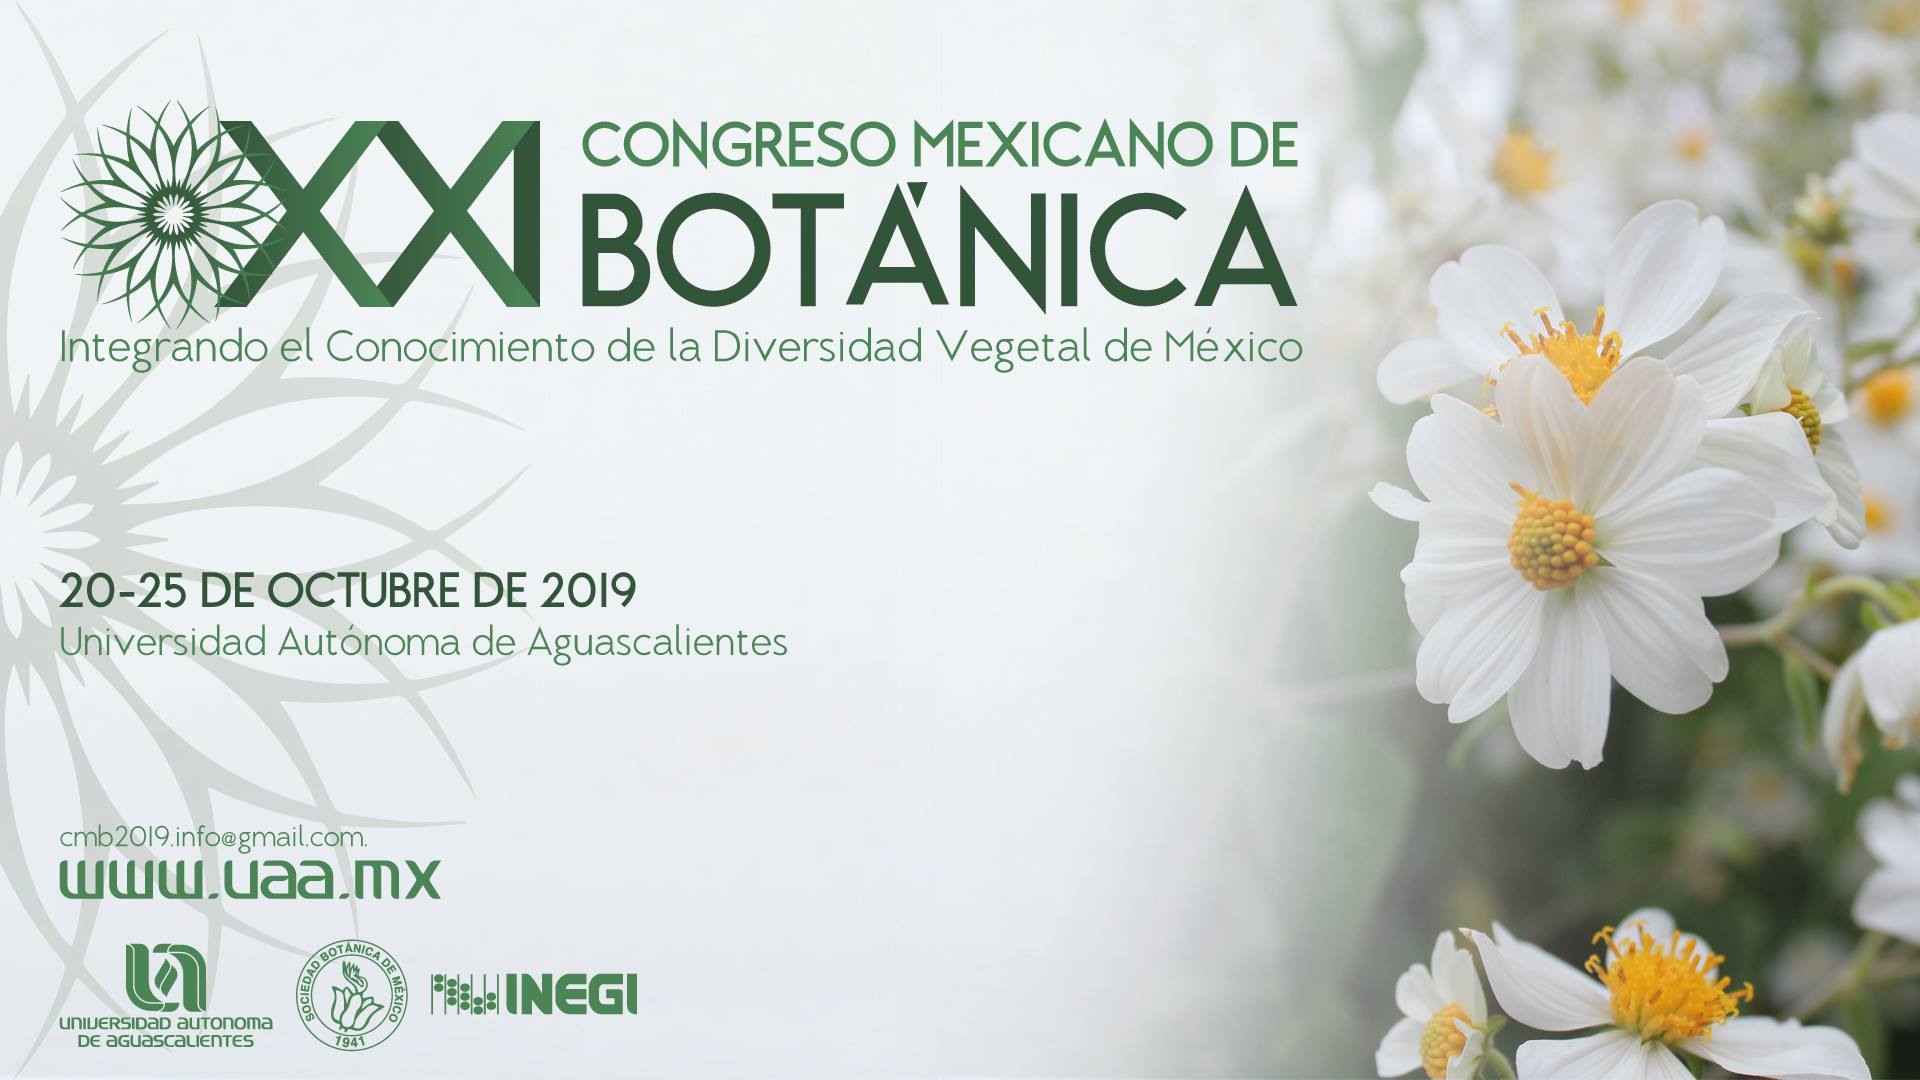 XXI CONGRESO MEXICANO DE
BOTÁNICA
Integrando el Conocimiento de la Diversidad Vegetal de México
20-25 DE OCTUBRE DE 2019
Universidad Autónoma de Aguascalientes
cmb2019.info@gmail.com.
www.uaa.mx
UNIVERSIDAD AUTONOMA
DE AGUASCALIENTES
SOCIEDAD BOTÁNICA DE MÉXICO
1941
INEGI